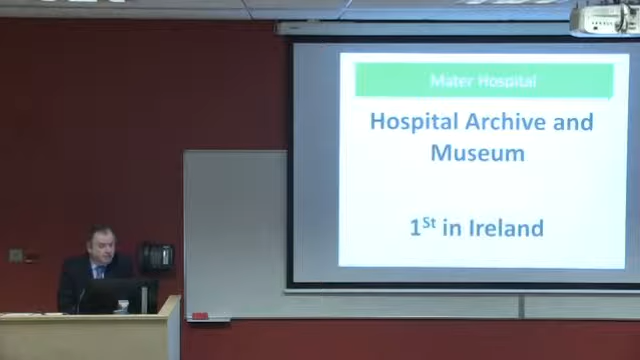 Mater Hospital
Hospital Archive and
Museum
1St in Ireland